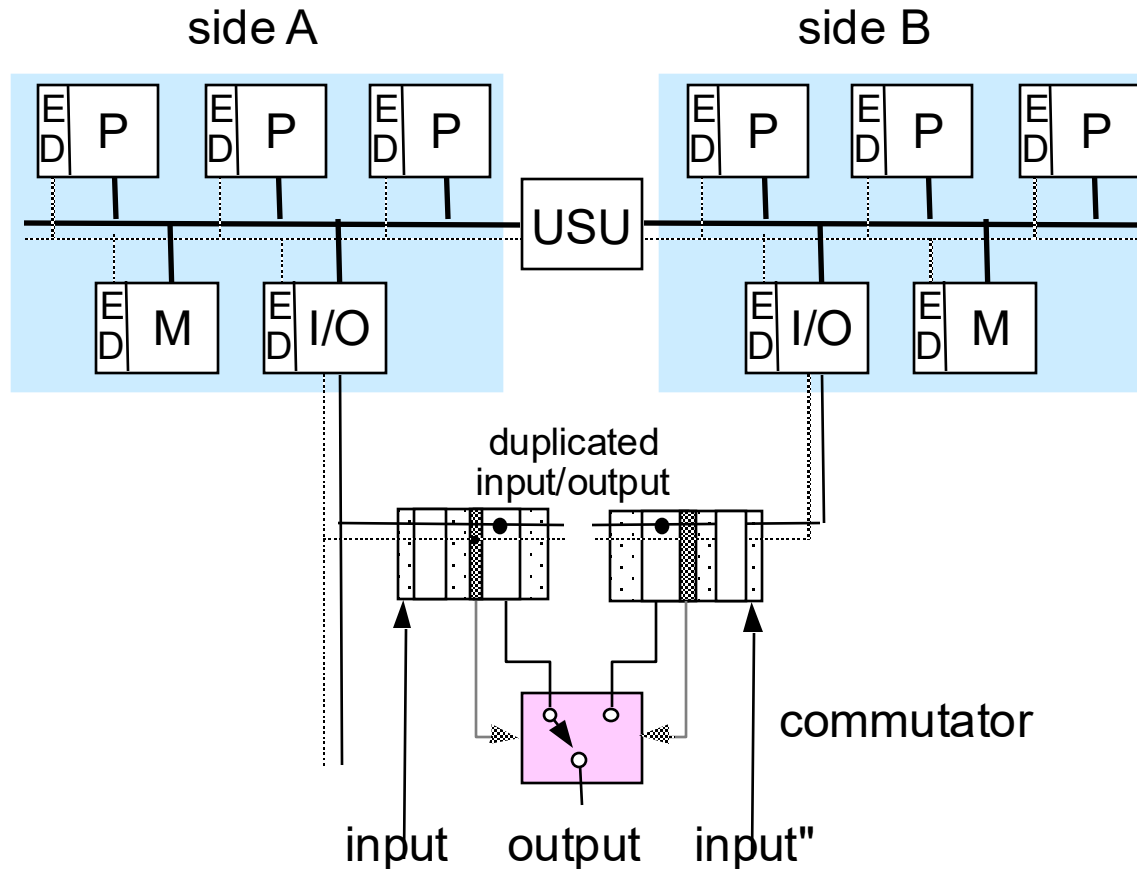 side A
side B
E
D
P
E
D
P
E
D
P
E
D
P
E
D
P
E
D
P
USU
E
D
M
E
D
I/O
E
D
I/O
E
D
M
duplicated
input/output
commutator
input
output
input"